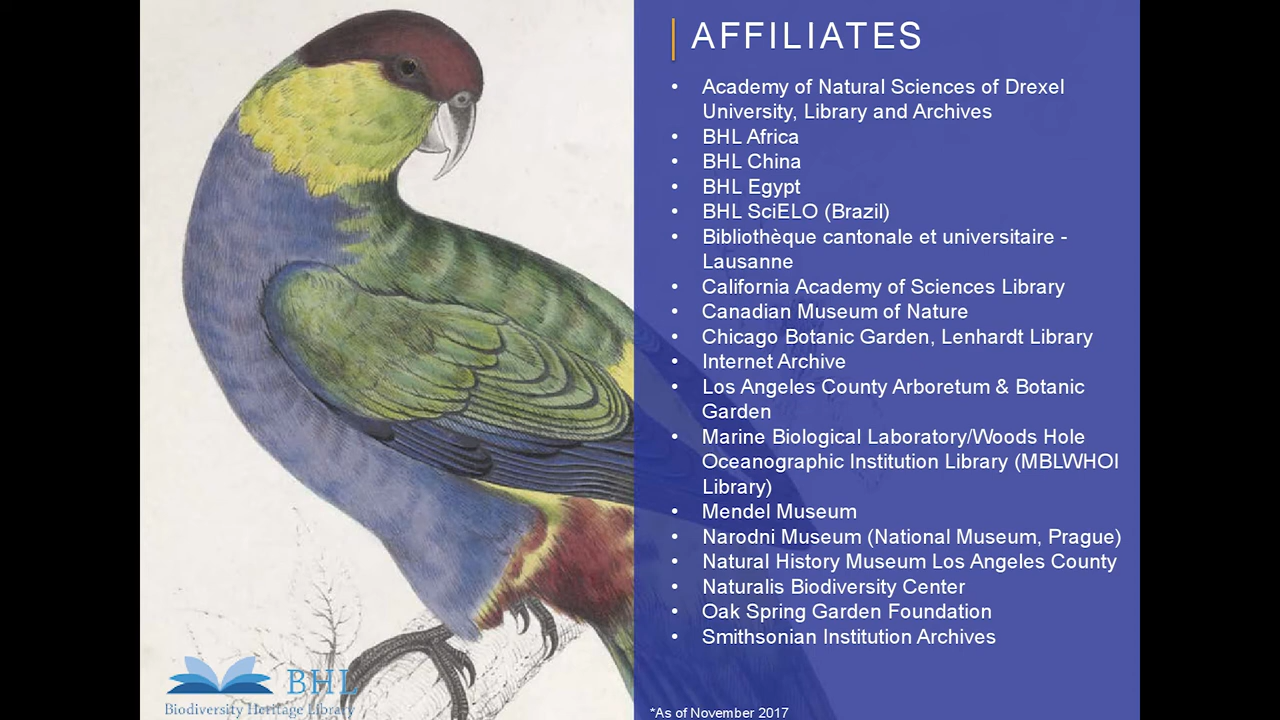 AFFILIATES
• Academy of Natural Sciences of Drexel
University, Library and Archives
• BHL Africa
• BHL China
• BHL Egypt
• BHL SciELO (Brazil)
• Bibliothèque cantonale et universitaire -
Lausanne
• California Academy of Sciences Library
• Canadian Museum of Nature
• Chicago Botanic Garden, Lenhardt Library
• Internet Archive
• Los Angeles County Arboretum & Botanic
Garden
• Marine Biological Laboratory/Woods Hole
Oceanographic Institution Library (MBLWHOI
Library)
• Mendel Museum
• Narodni Museum (National Museum, Prague)
• Natural History Museum Los Angeles County
• Naturalis Biodiversity Center
• Oak Spring Garden Foundation
• Smithsonian Institution Archives
BHL
Biodiversity Heritage Library
*As of November 2017